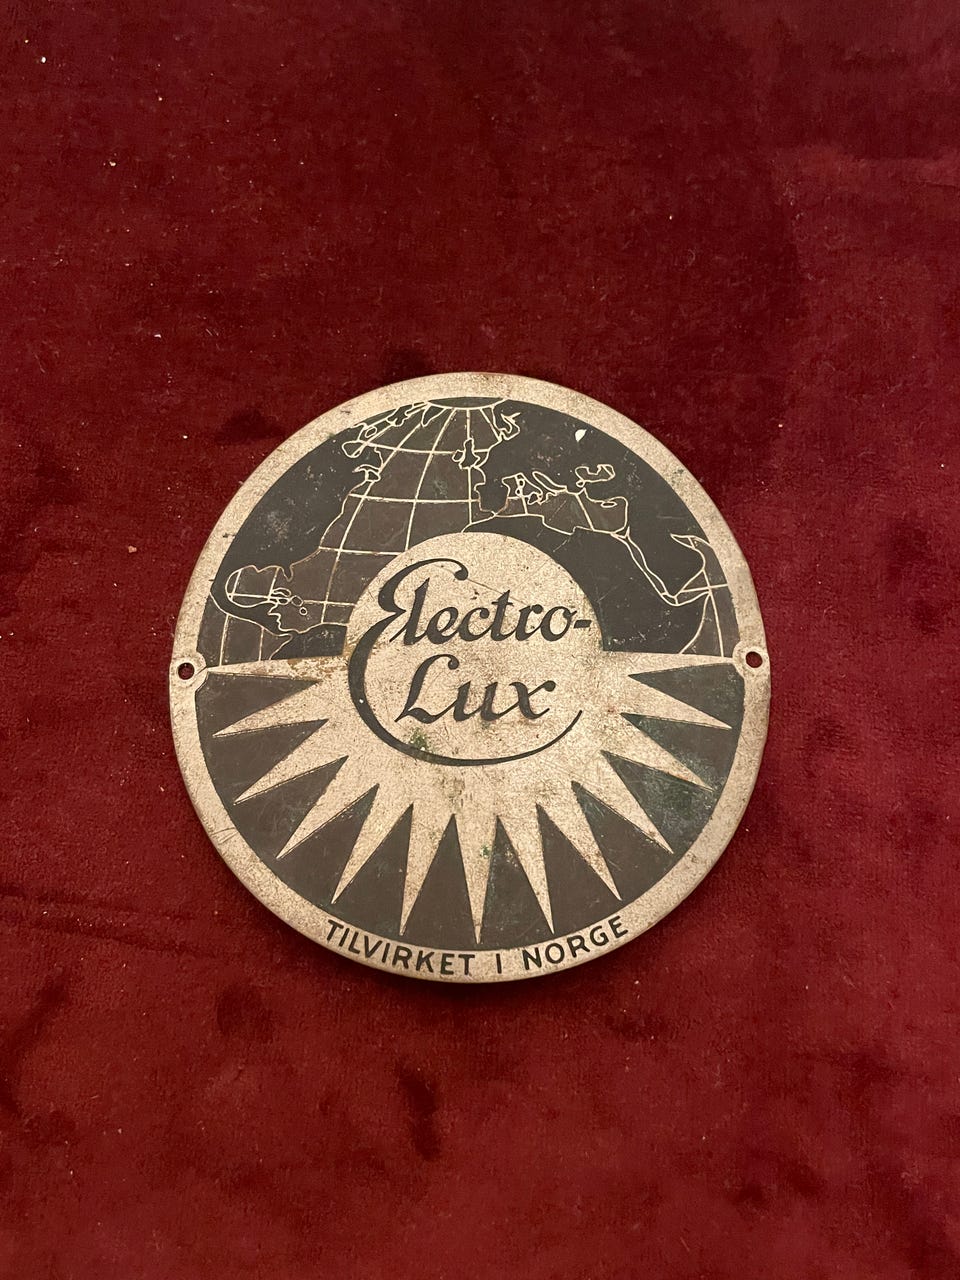 Electro-
Lux
TILVIRKET I NORGE